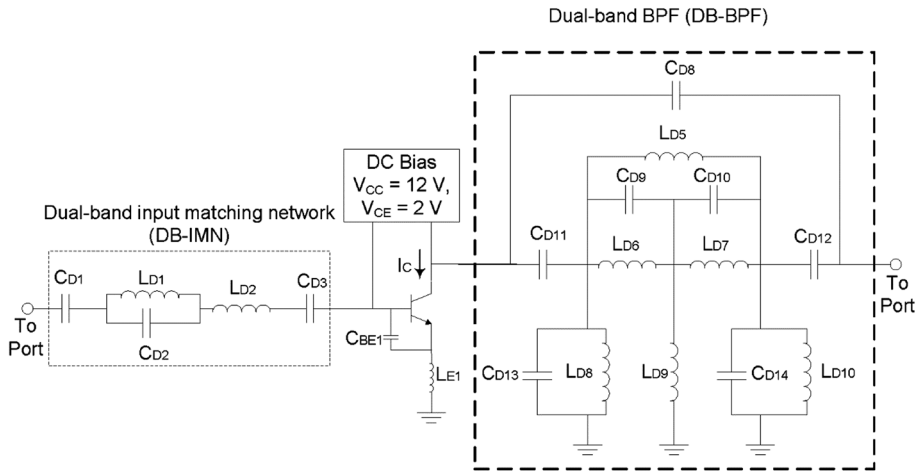 Dual-band BPF (DB-BPF)
CD8
LD5
DC Bias
VCC = 12 V,
VCE = 2 V
CD9
CD10
Dual-band input matching network
(DB-IMN)
CD11
LD6
LD7
CD12
IC
CD1
LD1
LD2
CD3
To
Port
CD2
CBE1
LE1
CD13
LD8
LD9
CD14
LD10
To
Port